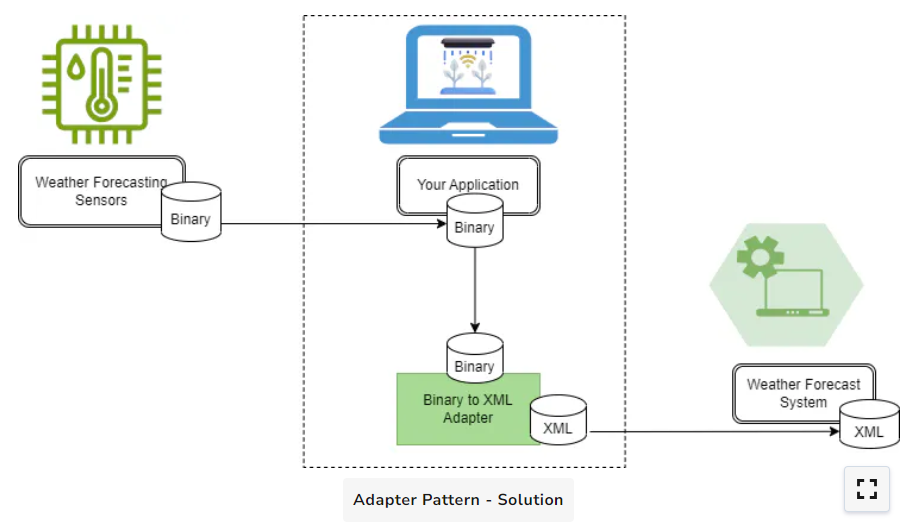 Weather Forecasting
Sensors
Binary
Your Application
Binary
Binary
Binary to XML
Adapter
XML
Weather Forecast
System
XML
Adapter Pattern - Solution